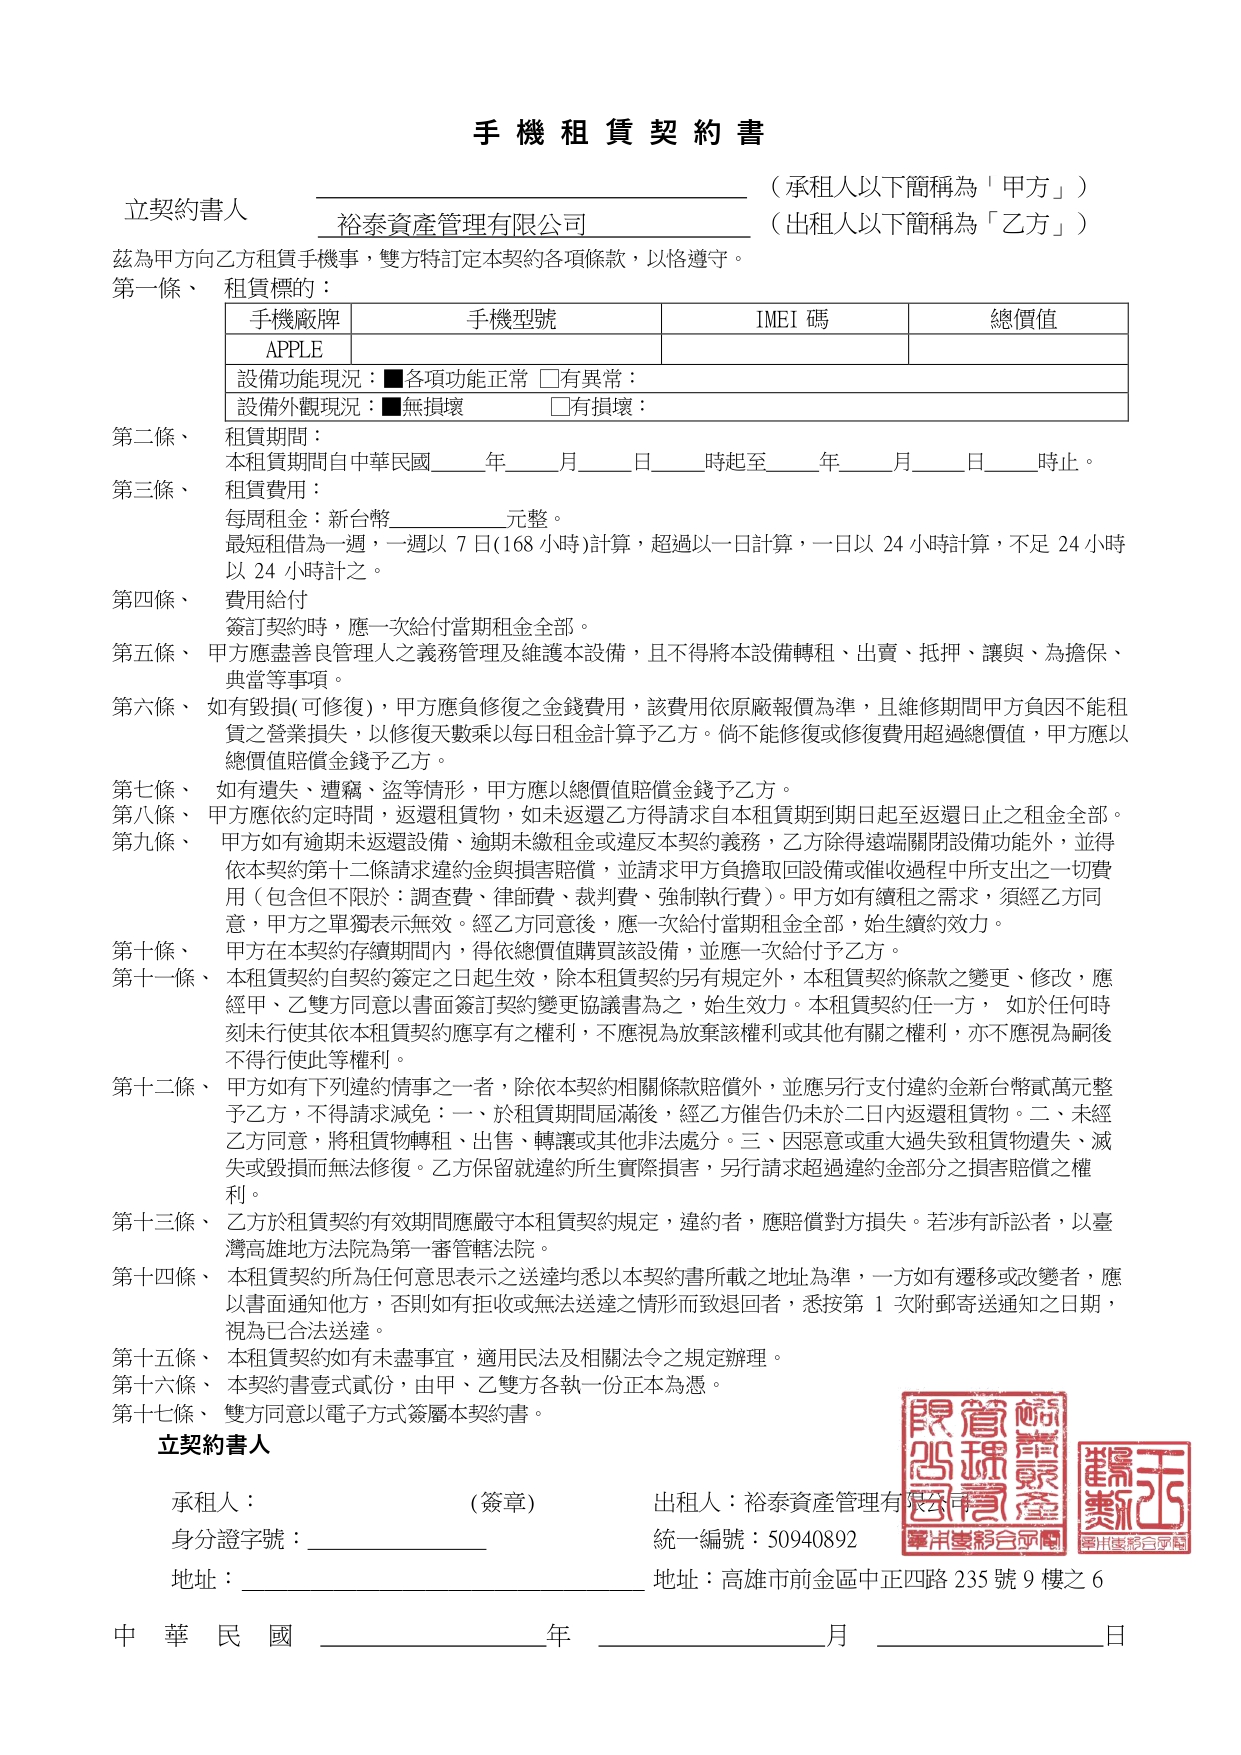 手機租賃契約書
立契約書人
（承租人以下簡稱為「甲方」）
裕泰資產管理有限公司 （出租人以下簡稱為「乙方」）
茲為甲方向乙方租賃手機事，雙方特訂定本契約各項條款，以恪遵守。
第一條、 租賃標的：
手機廠牌 手機型號 IMEI 碼 總價值
APPLE
設備功能現況：■各項功能正常 □有異常：
設備外觀現況：■無損壞 □有損壞：
第二條、 租賃期間：
本租賃期間自中華民國_____年_____月_____日_____時起至_____年_____月_____日_____時止。
第三條、 租賃費用：
每周租金：新台幣___________元整。
最短租借為一週，一週以 7 日(168 小時)計算，超過以一日計算，一日以 24 小時計算，不足 24 小時
以 24 小時計之。
第四條、 費用給付
簽訂契約時，應一次給付當期租金全部。
第五條、 甲方應盡善良管理人之義務管理及維護本設備，且不得將本設備轉租、出賣、抵押、讓與、為擔保、
典當等事項。
第六條、 如有毀損(可修復)，甲方應負修復之金錢費用，該費用依原廠報價為準，且維修期間甲方負因不能租
賃之營業損失，以修復天數乘以每日租金計算予乙方。倘不能修復或修復費用超過總價值，甲方應以
總價值賠償金錢予乙方。
第七條、 如有遺失、遭竊、盜等情形，甲方應以總價值賠償金錢予乙方。
第八條、 甲方應依約定時間，返還租賃物，如未返還乙方得請求自本租賃期到期日起至返還日止之租金全部。
第九條、 甲方如有逾期未返還設備、逾期未繳租金或違反本契約義務，乙方除得遠端關閉設備功能外，並得
依本契約第十二條請求違約金與損害賠償，並請求甲方負擔取回設備或催收過程中所支出之一切費
用（包含但不限於：調查費、律師費、裁判費、強制執行費）。甲方如有續租之需求，須經乙方同
意，甲方之單獨表示無效。經乙方同意後，應一次給付當期租金全部，始生續約效力。
第十條、 甲方在本契約存續期間內，得依總價值購買該設備，並應一次給付予乙方。
第十一條、 本租賃契約自契約簽定之日起生效，除本租賃契約另有規定外，本租賃契約條款之變更、修改，應
經甲、乙雙方同意以書面簽訂契約變更協議書為之，始生效力。本租賃契約任一方， 如於任何時
刻未行使其依本租賃契約應享有之權利，不應視為放棄該權利或其他有關之權利，亦不應視為嗣後
不得行使此等權利。
第十二條、 甲方如有下列違約情事之一者，除依本契約相關條款賠償外，並應另行支付違約金新台幣貳萬元整
予乙方，不得請求減免：一、於租賃期間屆滿後，經乙方催告仍未於二日內返還租賃物。二、未經
乙方同意，將租賃物轉租、出售、轉讓或其他非法處分。三、因惡意或重大過失致租賃物遺失、滅
失或毀損而無法修復。乙方保留就違約所生實際損害，另行請求超過違約金部分之損害賠償之權
利。
第十三條、 乙方於租賃契約有效期間應嚴守本租賃契約規定，違約者，應賠償對方損失。若涉有訴訟者，以臺
灣高雄地方法院為第一審管轄法院。
第十四條、 本租賃契約所為任何意思表示之送達均悉以本契約書所載之地址為準，一方如有遷移或改變者，應
以書面通知他方，否則如有拒收或無法送達之情形而致退回者，悉按第 1 次附郵寄送通知之日期，
視為已合法送達。
第十五條、 本租賃契約如有未盡事宜，適用民法及相關法令之規定辦理。
第十六條、 本契約書壹式貳份，由甲、乙雙方各執一份正本為憑。
第十七條、 雙方同意以電子方式簽屬本契約書。
立契約書人
承租人： (簽章) 出租人：裕泰資產管理有限公司
身分證字號：________________ 統一編號：50940892
地址：____________________________________ 地址：高雄市前金區中正四路 235 號 9 樓之 6
中 華 民 國 ____________年 ____________月 ____________日